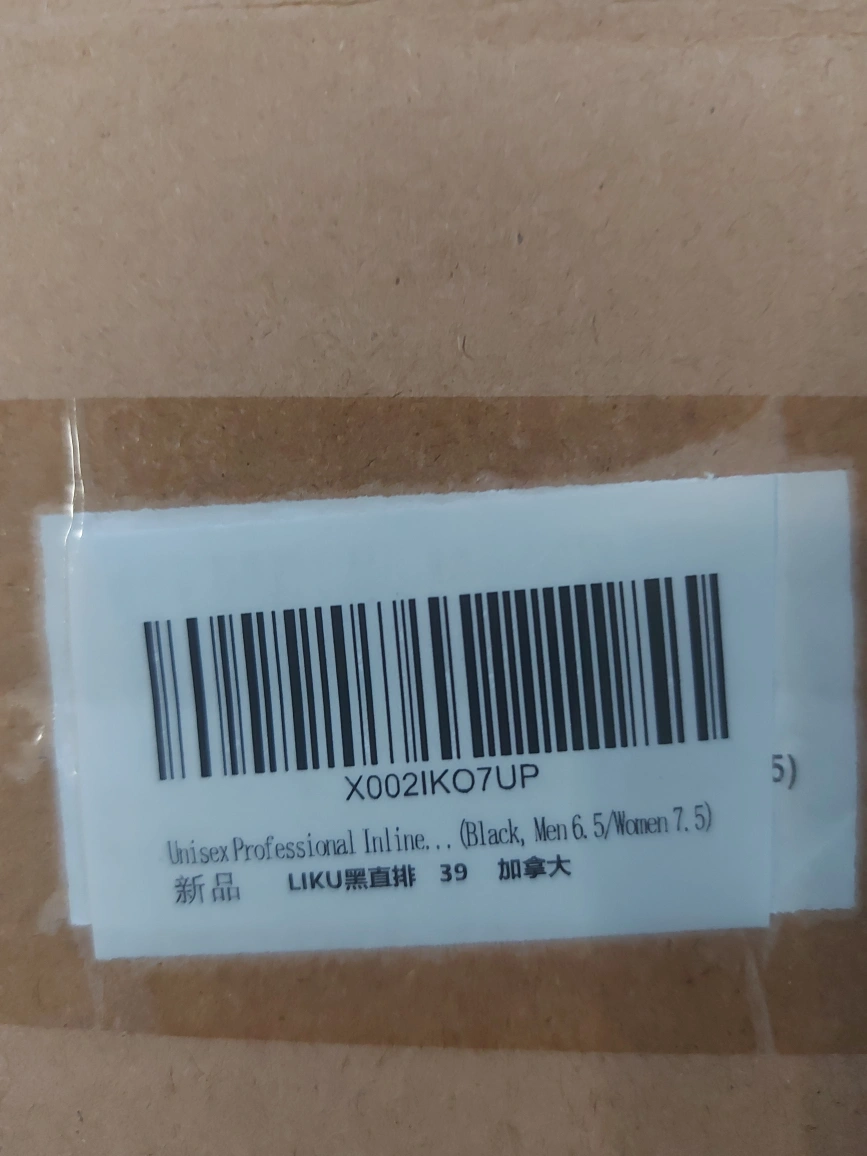 X002IKO7UP
Unisex Professional Inline... (Black, Men 6.5/Women 7.5)
新品 LIKU黑直排 39 加拿大
5)